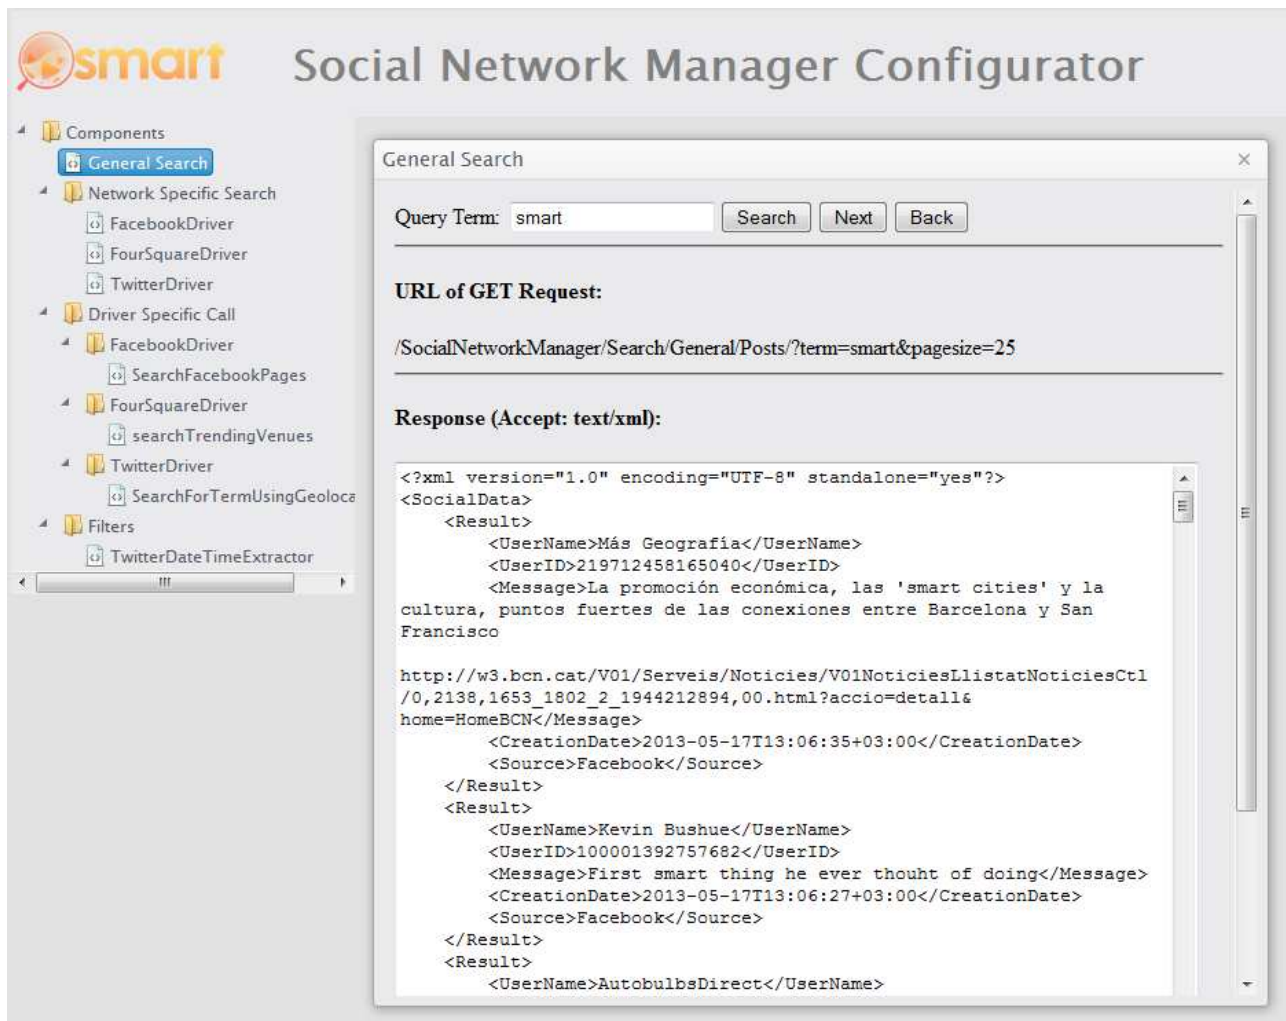 smart
Social Network Manager Configurator
Components
General Search
Network Specific Search
FacebookDriver
FourSquareDriver
TwitterDriver
Driver Specific Call
FacebookDriver
SearchFacebookPages
FourSquareDriver
searchTrendingVenues
TwitterDriver
SearchForTermUsingGeoloca
Filters
TwitterDateTimeExtractor
General Search
Query Term: smart Search Next Back
URL of GET Request:
/SocialNetworkManager/Search/General/Posts/?term=smart&pagesize=25
Response (Accept: text/xml):
<?xml version="1.0" encoding="UTF-8" standalone="yes"?>
<SocialData>
<Result>
<UserName>Más Geografía</UserName>
<UserID>219712458165040</UserID>
<Message>La promoción económica, las 'smart cities' y la
cultura, puntos fuertes de las conexiones entre Barcelona y San
Francisco
http://w3.bcn.cat/V01/Serveis/Noticies/V01NoticiesLlistatNoticiesCtl
/0,2138,1653_1802_2_1944212894,00.html?accio=detall&
home=HomeBCN</Message>
<CreationDate>2013-05-17T13:06:35+03:00</CreationDate>
<Source>Facebook</Source>
</Result>
<Result>
<UserName>Kevin Bushue</UserName>
<UserID>100001392757682</UserID>
<Message>First smart thing he ever thouht of doing</Message>
<CreationDate>2013-05-17T13:06:27+03:00</CreationDate>
<Source>Facebook</Source>
</Result>
<Result>
<UserName>AutobulbsDirect</UserName>